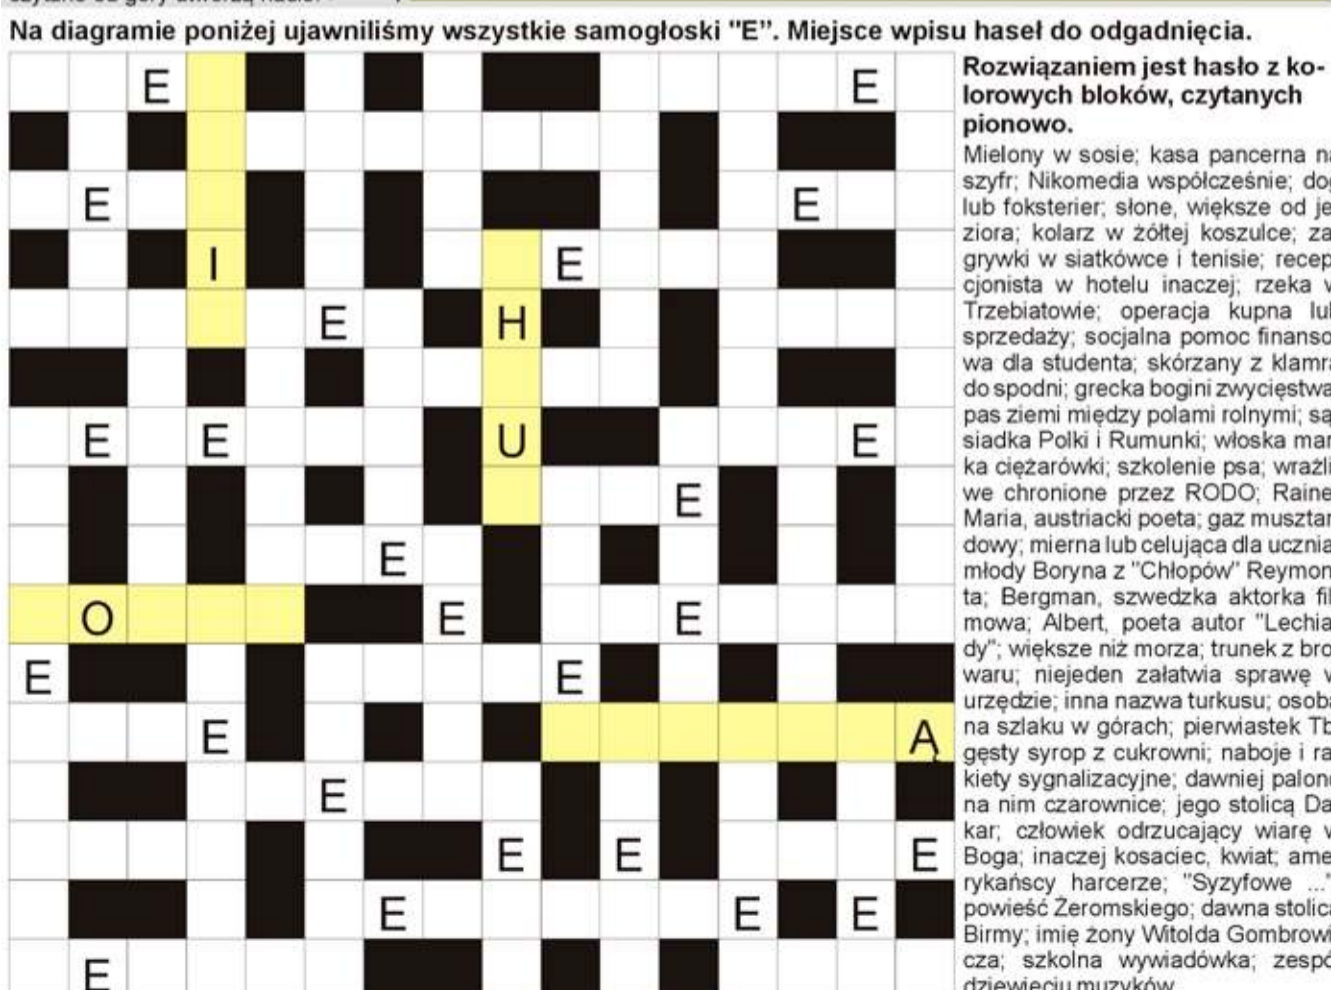 Na diagramie poniżej ujawniliśmy wszystkie samogłoski "E". Miejsce wpisu haseł do odgadnięcia.
E E
E E
I E
E H
E E U E
E
E
O E E
E E
E Ą
E
E E E
E E E
E
Rozwiązaniem jest hasło z ko-
lorowych bloków, czytanych
pionowo.
Mielony w sosie; kasa pancerna na
szyfr; Nikomedia współcześnie; dog
lub foksterier; słone, większe od je-
ziora; kolarz w żółtej koszulce; za-
grywki w siatkówce i tenisie; recep-
cjonista w hotelu inaczej; rzeka w
Trzebiatowie; operacja kupna lub
sprzedaży; socjalna pomoc finanso-
wa dla studenta; skórzany z klamrą
do spodni; grecka bogini zwycięstwa;
pas ziemi między polami rolnymi; są-
siadka Polki i Rumunki; włoska mar-
ka ciężarówki; szkolenie psa; wrażli-
we chronione przez RODO; Rainer
Maria, austriacki poeta; gaz musztar-
dowy; mierna lub celująca dla ucznia;
młody Boryna z "Chłopów" Reymon-
ta; Bergman, szwedzka aktorka fil-
mowa; Albert, poeta autor "Lechia-
dy"; większe niż morza; trunek z bro-
waru; niejeden załatwia sprawę w
urzędzie; inna nazwa turkusu; osoba
na szlaku w górach; pierwiastek Tb;
gęsty syrop z cukrowni; naboje i ra-
kiety sygnalizacyjne; dawniej palono
na nim czarownice; jego stolicą Da-
kar; człowiek odrzucający wiarę w
Boga; inaczej kosaciec, kwiat; ame-
rykańscy harcerze; "Syzyfowe ..."
powieść Żeromskiego; dawna stolica
Birmy; imię żony Witolda Gombrowi-
cza; szkolna wywiadówka; zespół
dziewięciu muzyków